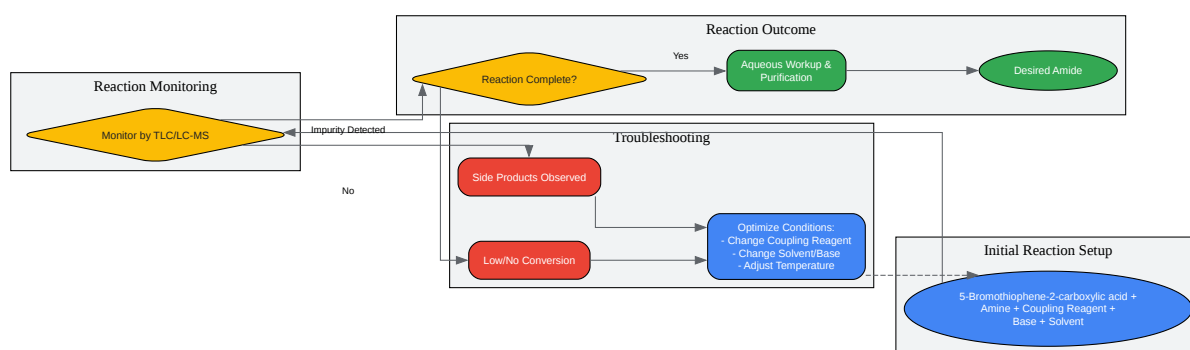 Reaction Outcome
Reaction Complete?
Yes
Aqueous Workup &
Purification
Desired Amide
Reaction Monitoring
Monitor by TLC/LC-MS
Impurity Detected
No
Troubleshooting
Side Products Observed
Low/No Conversion
Optimize Conditions:
- Change Coupling Reagent
- Change Solvent/Base
- Adjust Temperature
Initial Reaction Setup
5-Bromothiophene-2-carboxylic acid +
Amine + Coupling Reagent +
Base + Solvent